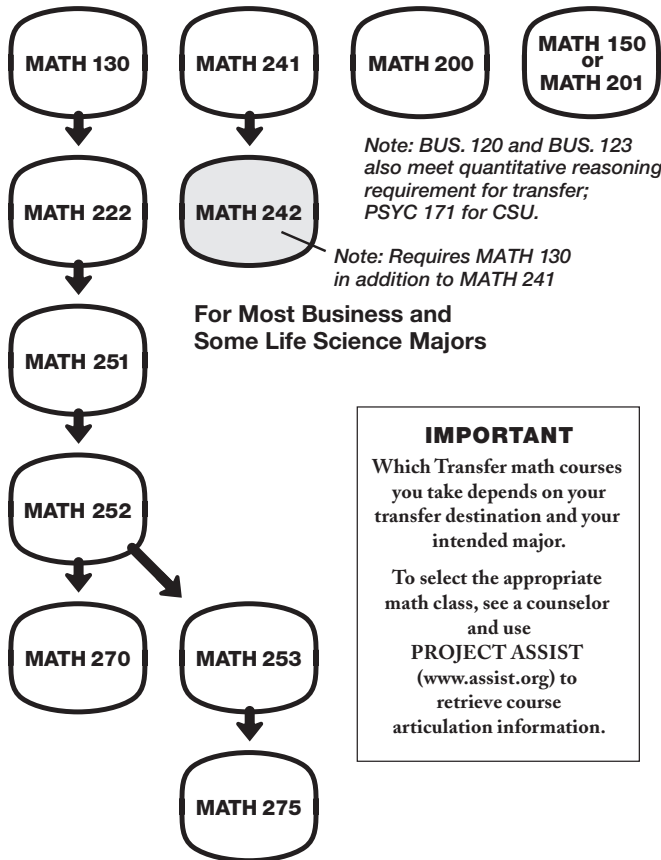 MATH 130
MATH 241
MATH 200
MATH 150
or
MATH 201
Note: BUS. 120 and BUS. 123
also meet quantitative reasoning
requirement for transfer;
PSYC 171 for CSU.
MATH 222
MATH 242
Note: Requires MATH 130
in addition to MATH 241
For Most Business and
Some Life Science Majors
MATH 251
MATH 252
MATH 270
MATH 253
MATH 275
IMPORTANT
Which Transfer math courses
you take depends on your
transfer destination and your
intended major.
To select the appropriate
math class, see a counselor
and use
PROJECT ASSIST
(www.assist.org) to
retrieve course
articulation information.